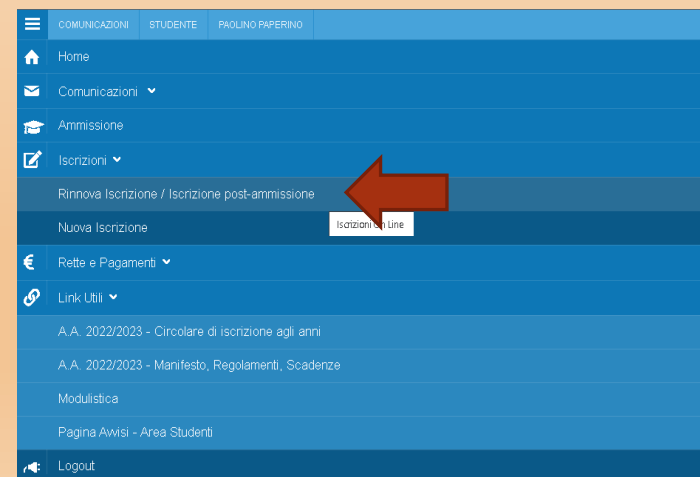 COMUNICAZIONI STUDENTE PAOLINO PAPERINO
Home
Comunicazioni
Ammissione
Iscrizioni
Rinnova Iscrizione / Iscrizione post-ammissione
Iscrizioni On Line
Nuova Iscrizione
€ Rette e Pagamenti
Link Utili
A.A. 2022/2023 - Circolare di iscrizione agli anni
A.A. 2022/2023 - Manifesto, Regolamenti, Scadenze
Modulistica
Pagina Avvisi - Area Studenti
Logout